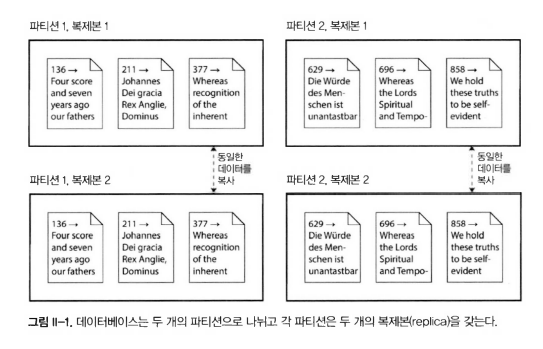 파티션 1, 복제본 1
136 →
Four score
and seven
years ago
our fathers
211 →
Johannes
Dei gracia
Rex Anglie,
Dominus
377 →
Whereas
recognition
of the
inherent
파티션 2, 복제본 1
629 →
Die Würde
des Men-
schen ist
unantastbar
696 →
Whereas
the Lords
Spiritual
and Tempo-
858 →
We hold
these truths
to be self-
evident
동일한
데이터를
복사
동일한
데이터를
복사
파티션 1, 복제본 2
136 →
Four score
and seven
years ago
our fathers
211 →
Johannes
Dei gracia
Rex Anglie,
Dominus
377 →
Whereas
recognition
of the
inherent
파티션 2, 복제본 2
629 →
Die Würde
des Men-
schen ist
unantastbar
696 →
Whereas
the Lords
Spiritual
and Tempo-
858 →
We hold
these truths
to be self-
evident
그림 II-1. 데이터베이스는 두 개의 파티션으로 나뉘고 각 파티션은 두 개의 복제본(replica)을 갖는다.